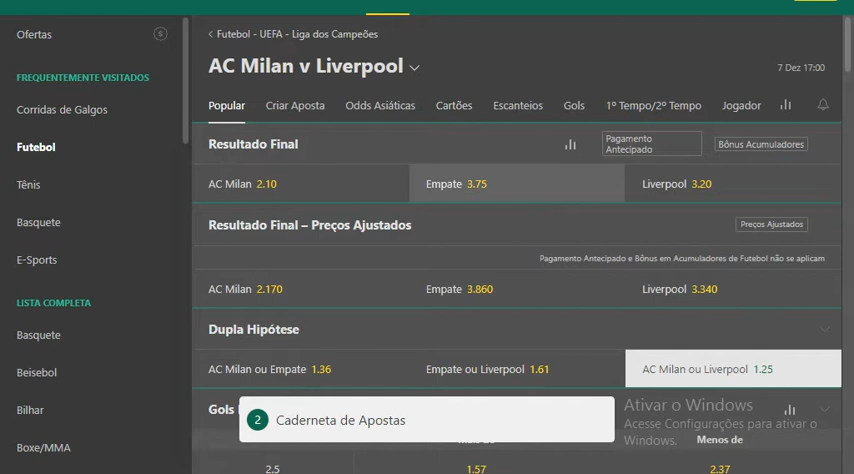 Ofertas S
FREQUENTEMENTE VISITADOS
Corridas de Galgos
Futebol
Tênis
Basquete
E-Sports
LISTA COMPLETA
Basquete
Beisebol
Bilhar
Boxe/MMA
Futebol - UEFA - Liga dos Campeões
AC Milan v Liverpool
7 Dez 17:00
Popular Criar Aposta Odds Asiáticas Cartões Escanteios Gols 1º Tempo/2º Tempo Jogador
Resultado Final Pagamento Antecipado Bônus Acumuladores
AC Milan 2.10 Empate 3.75 Liverpool 3.20
Resultado Final – Preços Ajustados Preços Ajustados
Pagamento Antecipado e Bônus em Acumuladores de Futebol não se aplicam
AC Milan 2.170 Empate 3.860 Liverpool 3.340
Dupla Hipótese
AC Milan ou Empate 1.36 Empate ou Liverpool 1.61 AC Milan ou Liverpool 1.25
Gols
2 Caderneta de Apostas
Ativar o Windows
Acesse Configurações para ativar o
Windows.
Menos de
2.5 1.57 2.37